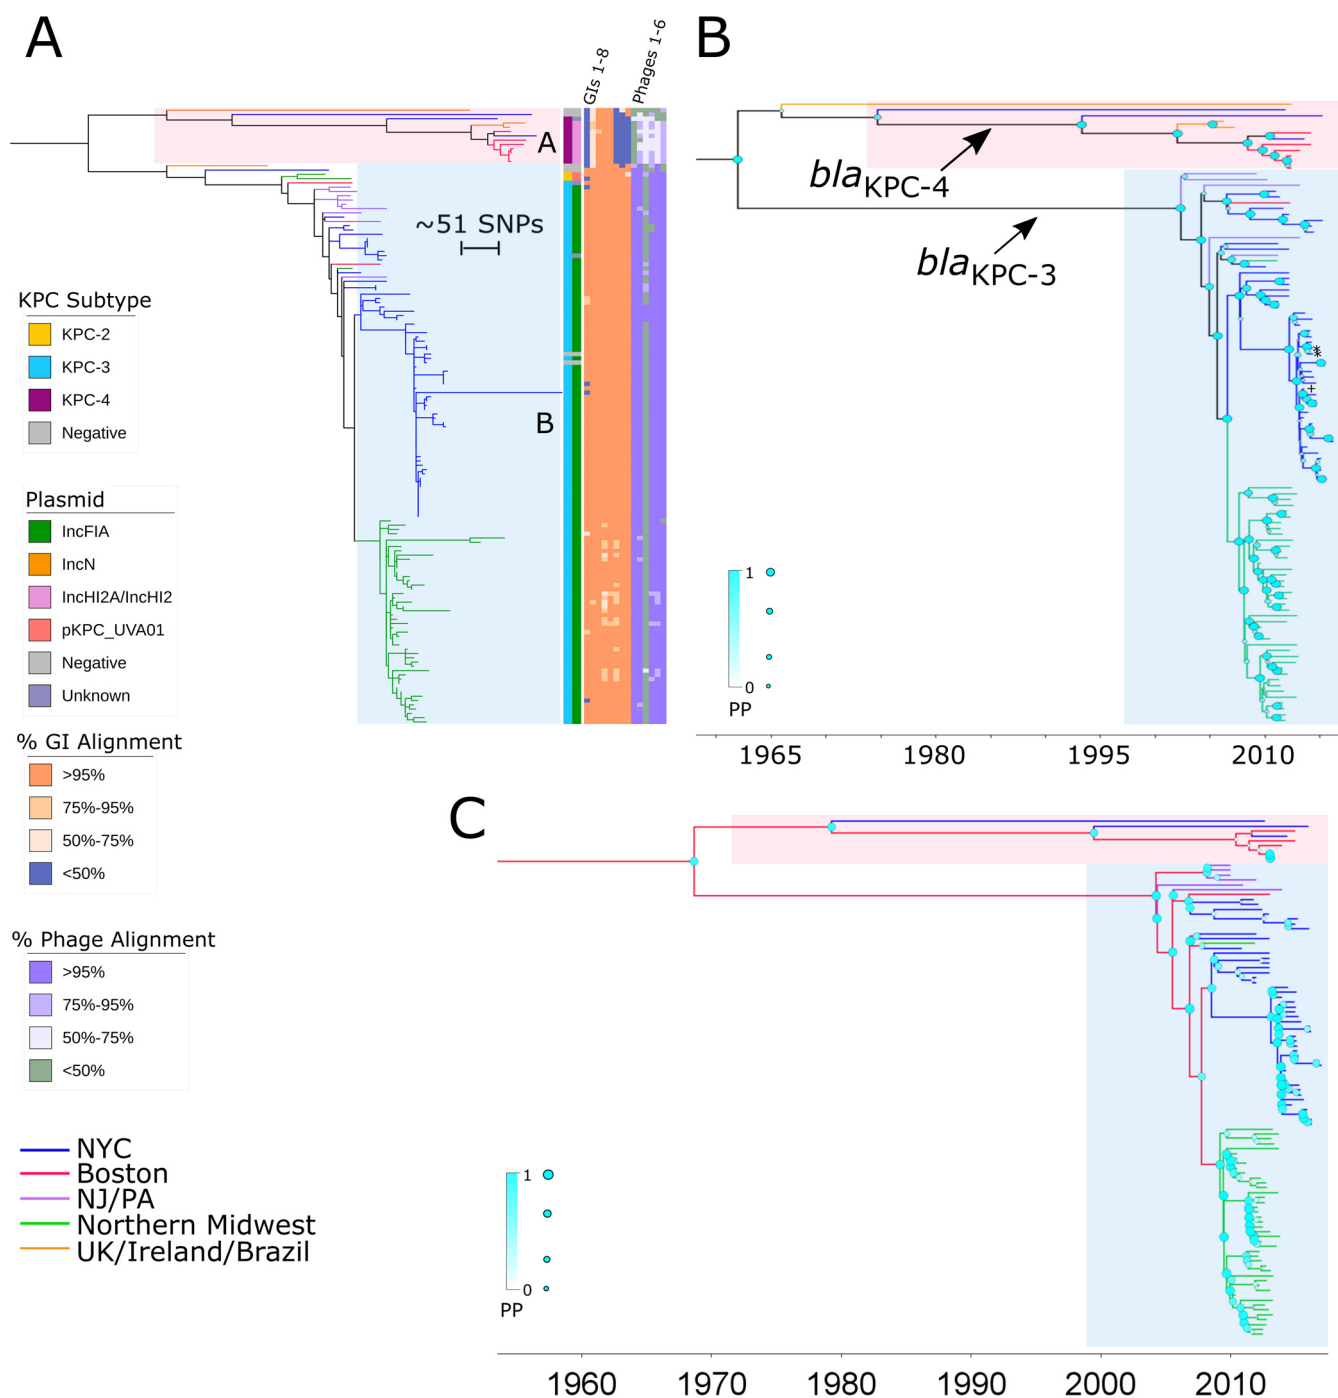 A
B
GIs 1-8
Phages 1-6
A
~51 SNPs
B
KPC Subtype
KPC-2
KPC-3
KPC-4
Negative
Plasmid
IncFIA
IncN
IncHI2A/IncHI2
pKPC_UVA01
Negative
Unknown
% GI Alignment
>95%
75%-95%
50%-75%
<50%
% Phage Alignment
>95%
75%-95%
50%-75%
<50%
NYC
Boston
NJ/PA
Northern Midwest
UK/Ireland/Brazil
blaKPC-4
blaKPC-3
*
*
+
1
0
PP
1965 1980 1995 2010
C
1
0
PP
1960 1970 1980 1990 2000 2010